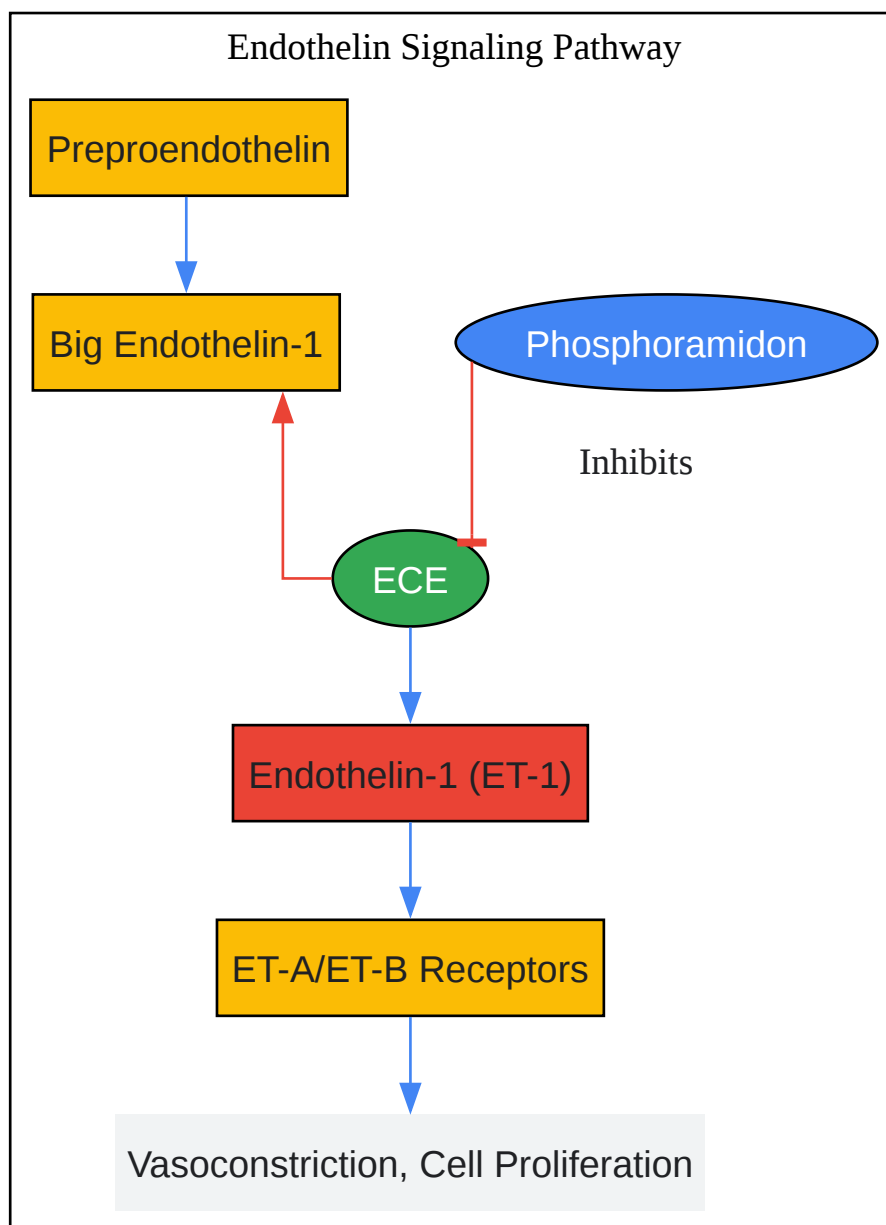 Endothelin Signaling Pathway
Preproendothelin
Big Endothelin-1
Phosphoramidon
Inhibits
ECE
Endothelin-1 (ET-1)
ET-A/ET-B Receptors
Vasoconstriction, Cell Proliferation